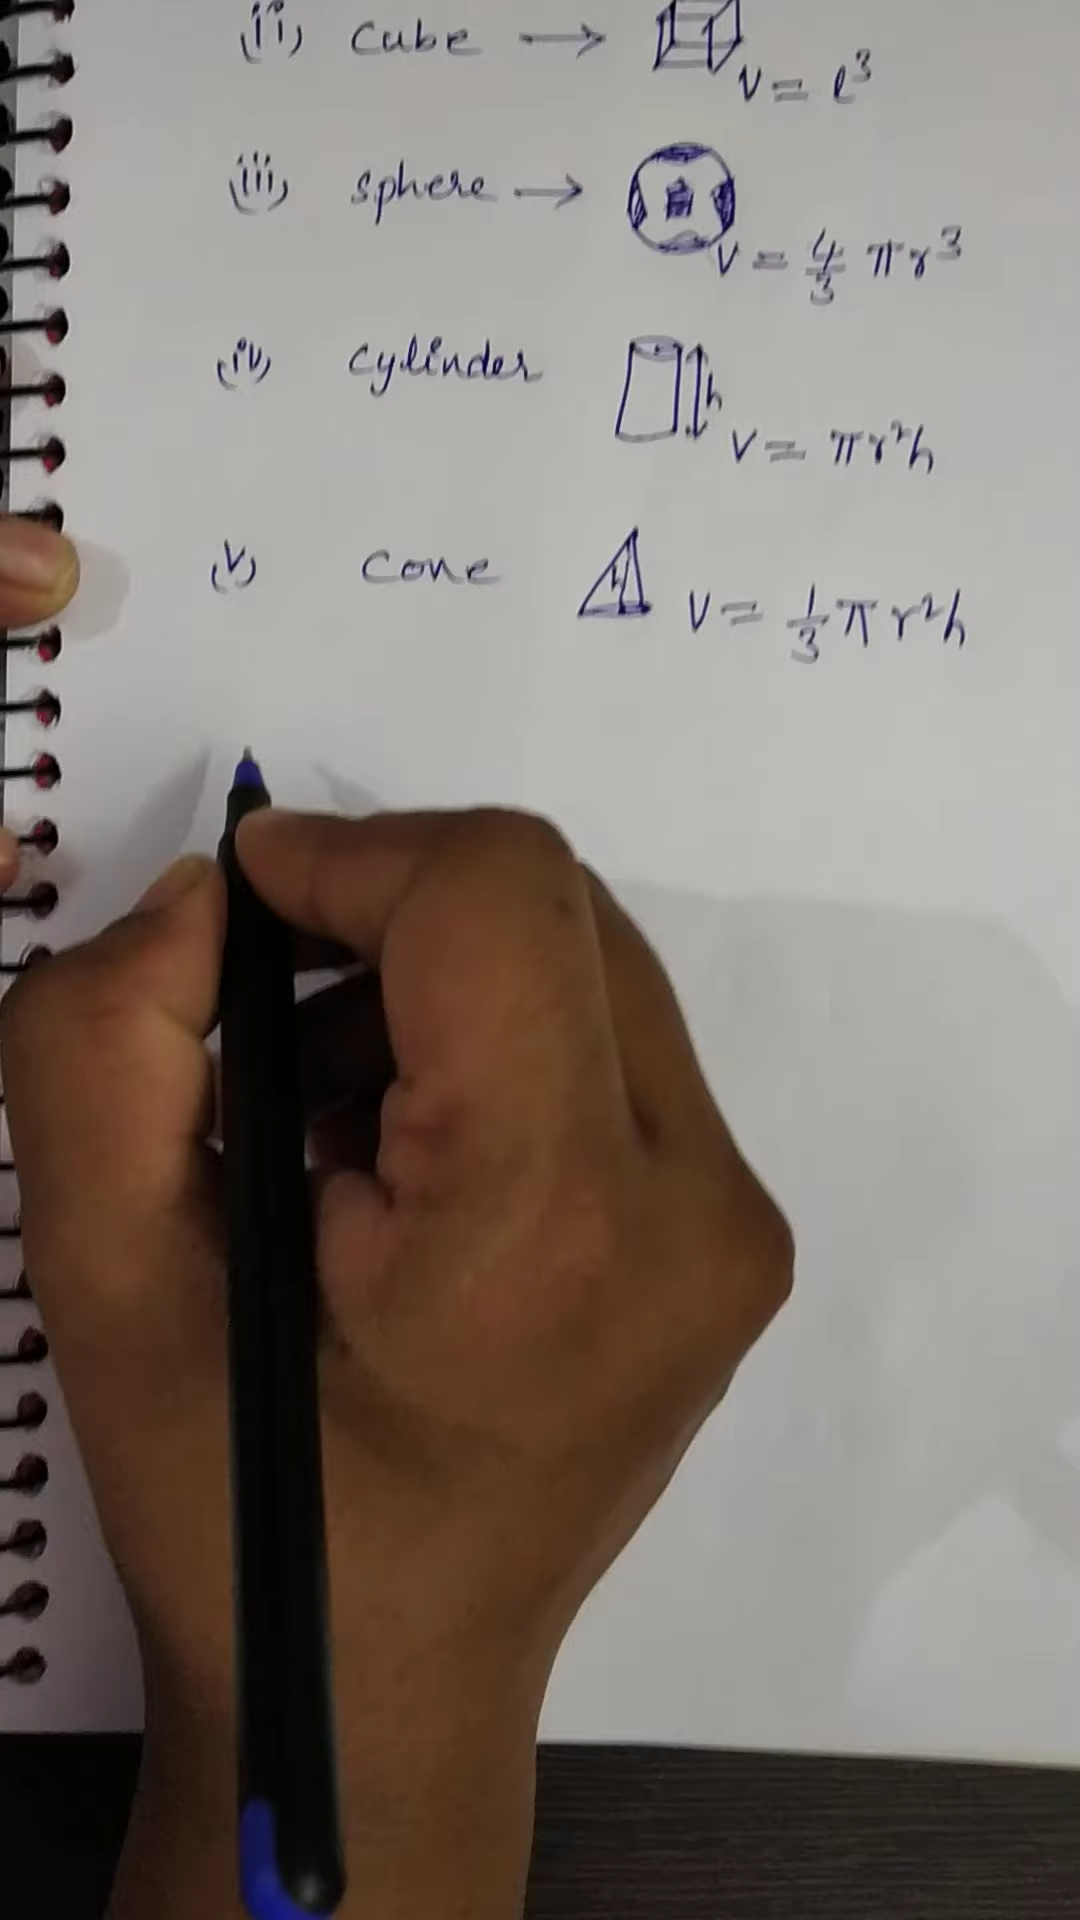 (ii) cube →
V = l³
(iii) sphere →
V = 4/3 πr³
(iv) cylinder h
V = πr²h
(v) cone h
V = 1/3 πr²h